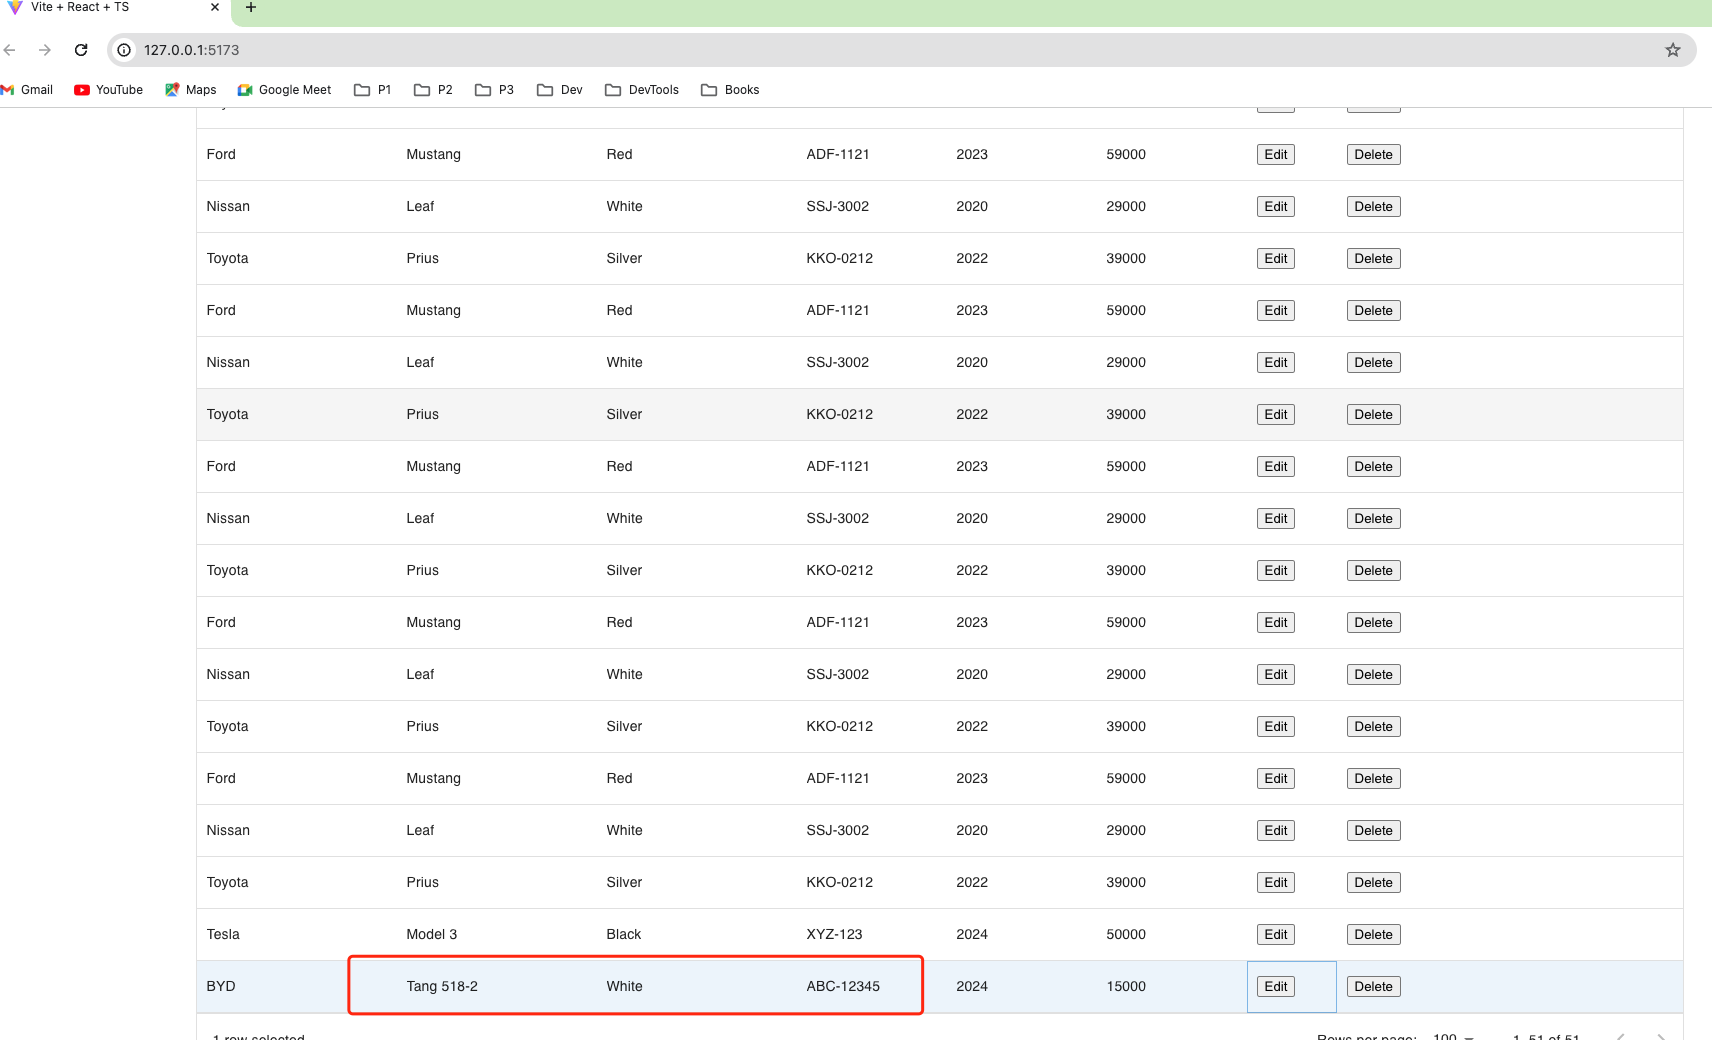 Vite + React + TS
127.0.0.1:5173
Gmail YouTube Maps Google Meet P1 P2 P3 Dev DevTools Books
Ford Mustang Red ADF-1121 2023 59000 Edit Delete
Nissan Leaf White SSJ-3002 2020 29000 Edit Delete
Toyota Prius Silver KKO-0212 2022 39000 Edit Delete
Ford Mustang Red ADF-1121 2023 59000 Edit Delete
Nissan Leaf White SSJ-3002 2020 29000 Edit Delete
Toyota Prius Silver KKO-0212 2022 39000 Edit Delete
Ford Mustang Red ADF-1121 2023 59000 Edit Delete
Nissan Leaf White SSJ-3002 2020 29000 Edit Delete
Toyota Prius Silver KKO-0212 2022 39000 Edit Delete
Ford Mustang Red ADF-1121 2023 59000 Edit Delete
Nissan Leaf White SSJ-3002 2020 29000 Edit Delete
Toyota Prius Silver KKO-0212 2022 39000 Edit Delete
Ford Mustang Red ADF-1121 2023 59000 Edit Delete
Nissan Leaf White SSJ-3002 2020 29000 Edit Delete
Toyota Prius Silver KKO-0212 2022 39000 Edit Delete
Tesla Model 3 Black XYZ-123 2024 50000 Edit Delete
BYD Tang 518-2 White ABC-12345 2024 15000 Edit Delete
1 row selected Rows per page: 100 1–51 of 51